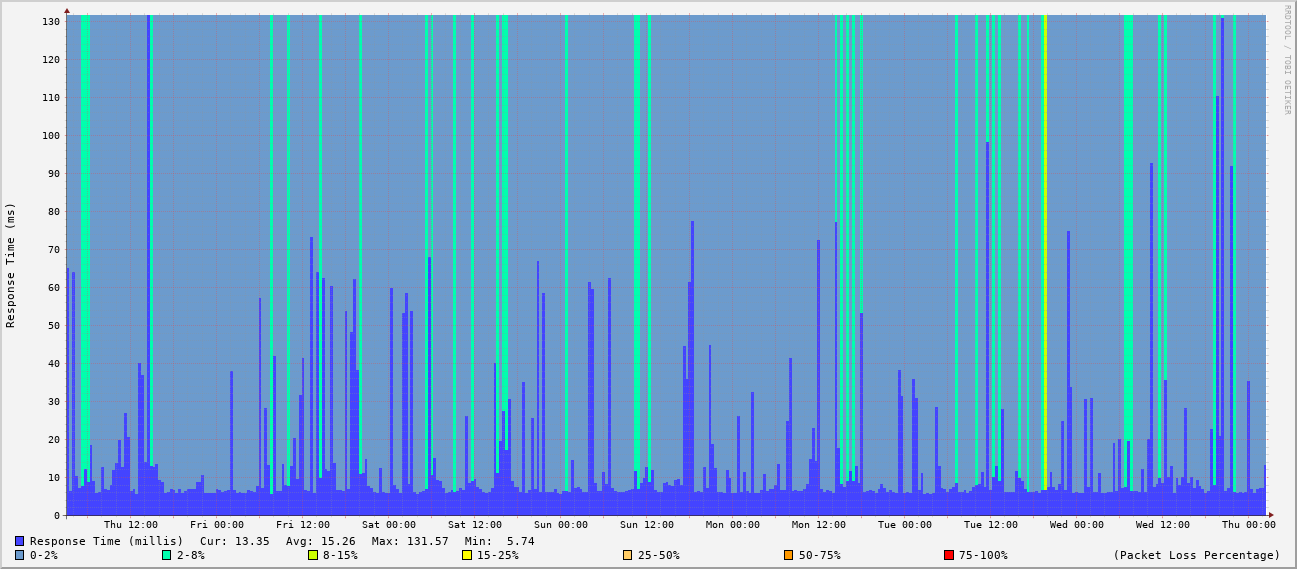 130
120
110
100
90
80
70
60
50
40
30
20
10
0
Response Time (ms)
RRDTOOL / TOBI OETIKER
Thu 12:00 Fri 00:00 Fri 12:00 Sat 00:00 Sat 12:00 Sun 00:00 Sun 12:00 Mon 00:00 Mon 12:00 Tue 00:00 Tue 12:00 Wed 00:00 Wed 12:00 Thu 00:00
Response Time (millis) Cur: 13.35 Avg: 15.26 Max: 131.57 Min: 5.74
0-2% 2-8% 8-15% 15-25% 25-50% 50-75% 75-100% (Packet Loss Percentage)